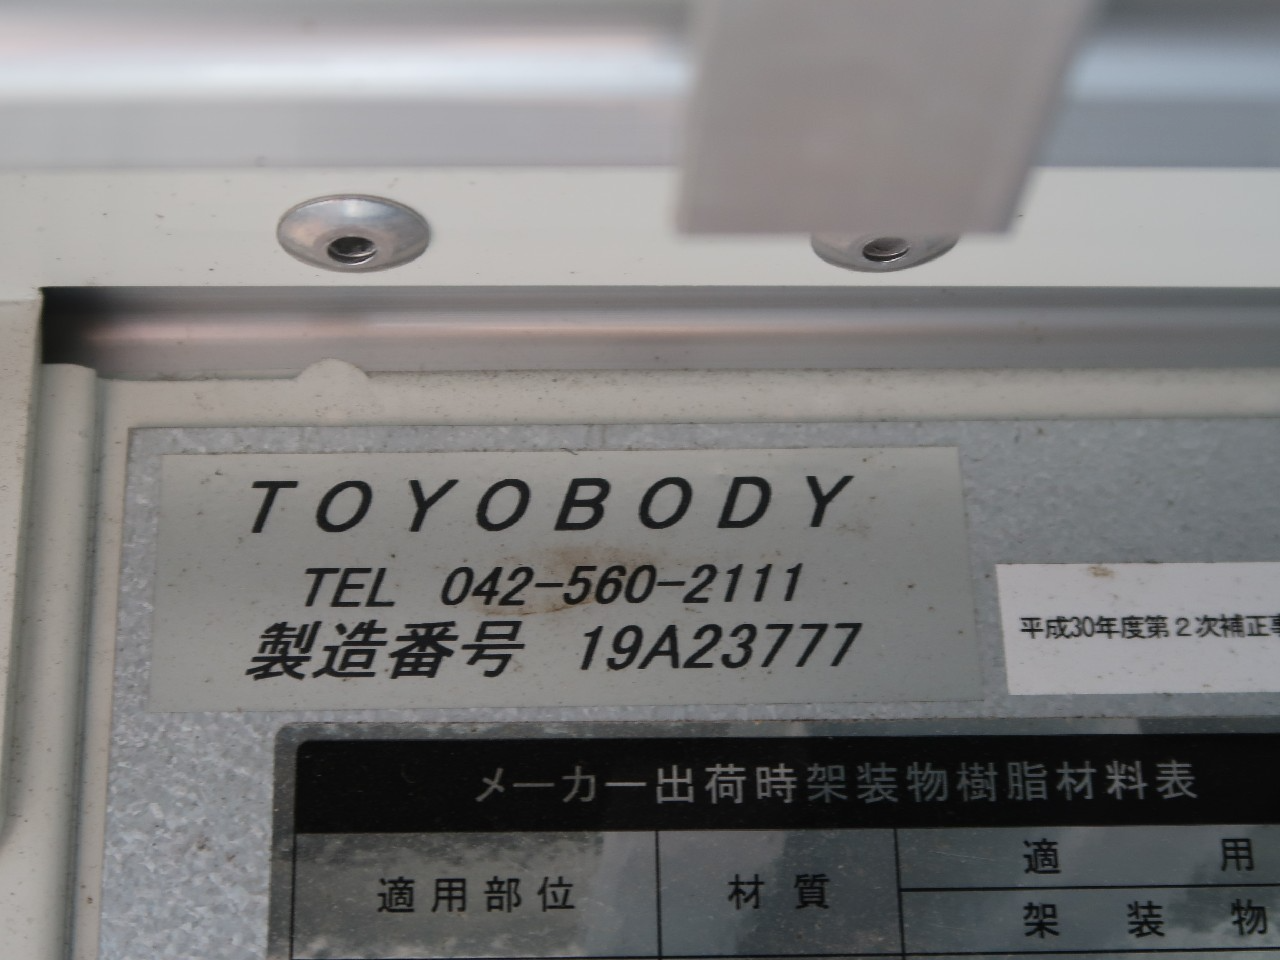 TOYOBODY
TEL 042-560-2111
製造番号 19A23777
平成30年度第2次補正
メーカー出荷時架装物樹脂材料表
適用部位 材質 適用
架装物